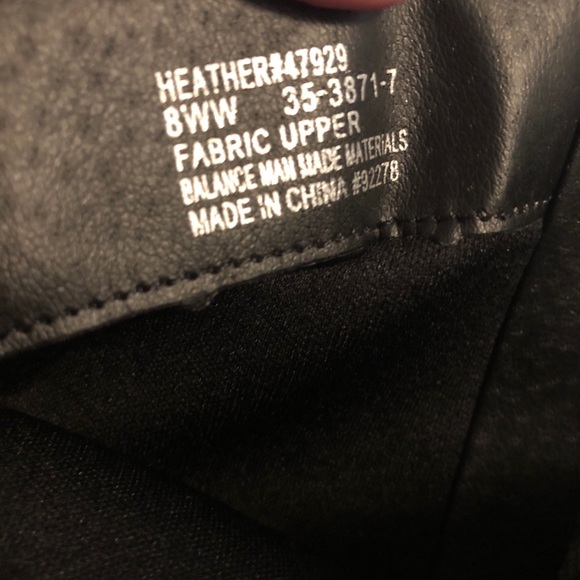 HEATHER#47929
8WW 35-3871-7
FABRIC UPPER
BALANCE MAN MADE MATERIALS
MADE IN CHINA #92278